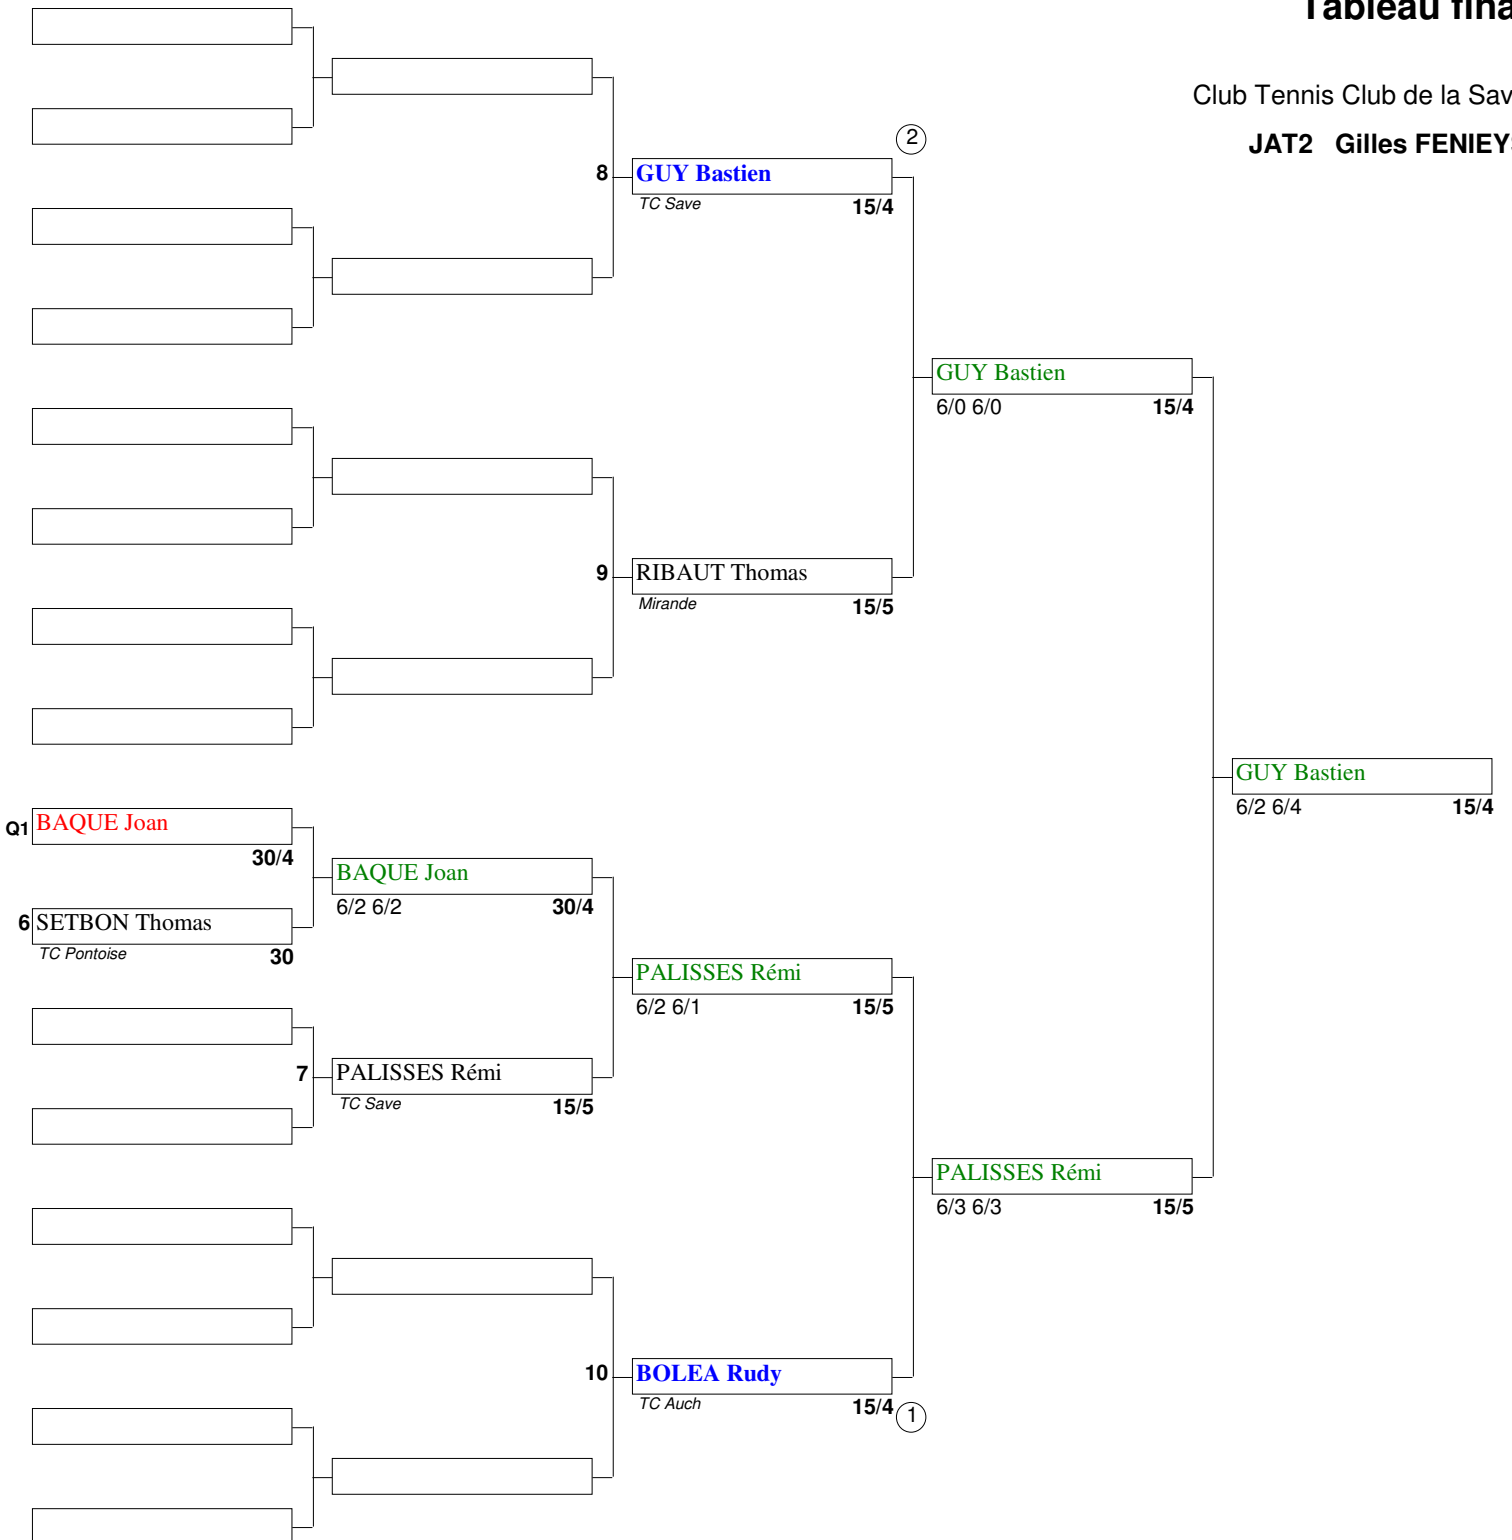 Tableau fina
Club Tennis Club de la Sav
JAT2 Gilles FENIEY
2
8 GUY Bastien
TC Save 15/4
GUY Bastien
6/0 6/0 15/4
9 RIBAUT Thomas
Mirande 15/5
GUY Bastien
6/2 6/4 15/4
Q1 BAQUE Joan
30/4
BAQUE Joan
6/2 6/2 30/4
6 SETBON Thomas
TC Pontoise 30
PALISSES Rémi
6/2 6/1 15/5
7 PALISSES Rémi
TC Save 15/5
PALISSES Rémi
6/3 6/3 15/5
10 BOLEA Rudy
TC Auch 15/4
1